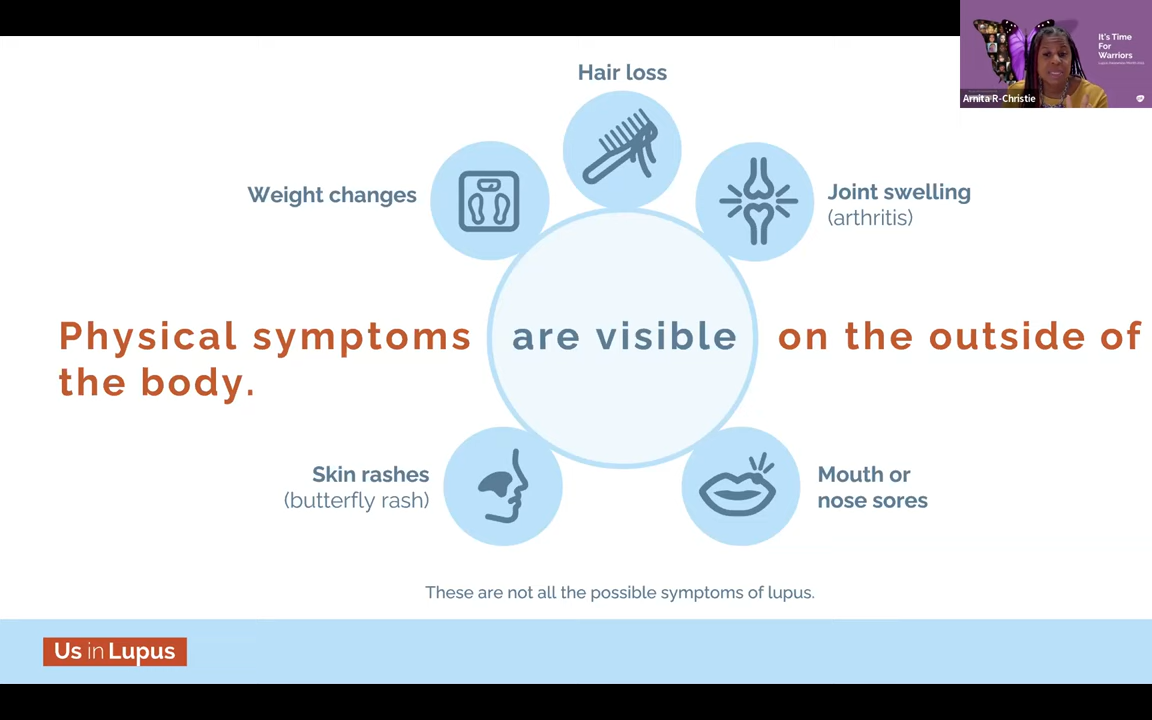 Hair loss
Weight changes
Joint swelling
(arthritis)
Physical symptoms are visible on the outside of
the body.
Skin rashes
(butterfly rash)
Mouth or
nose sores
These are not all the possible symptoms of lupus.
Us in Lupus
It's Time
For
Warriors
Arnita R-Christie